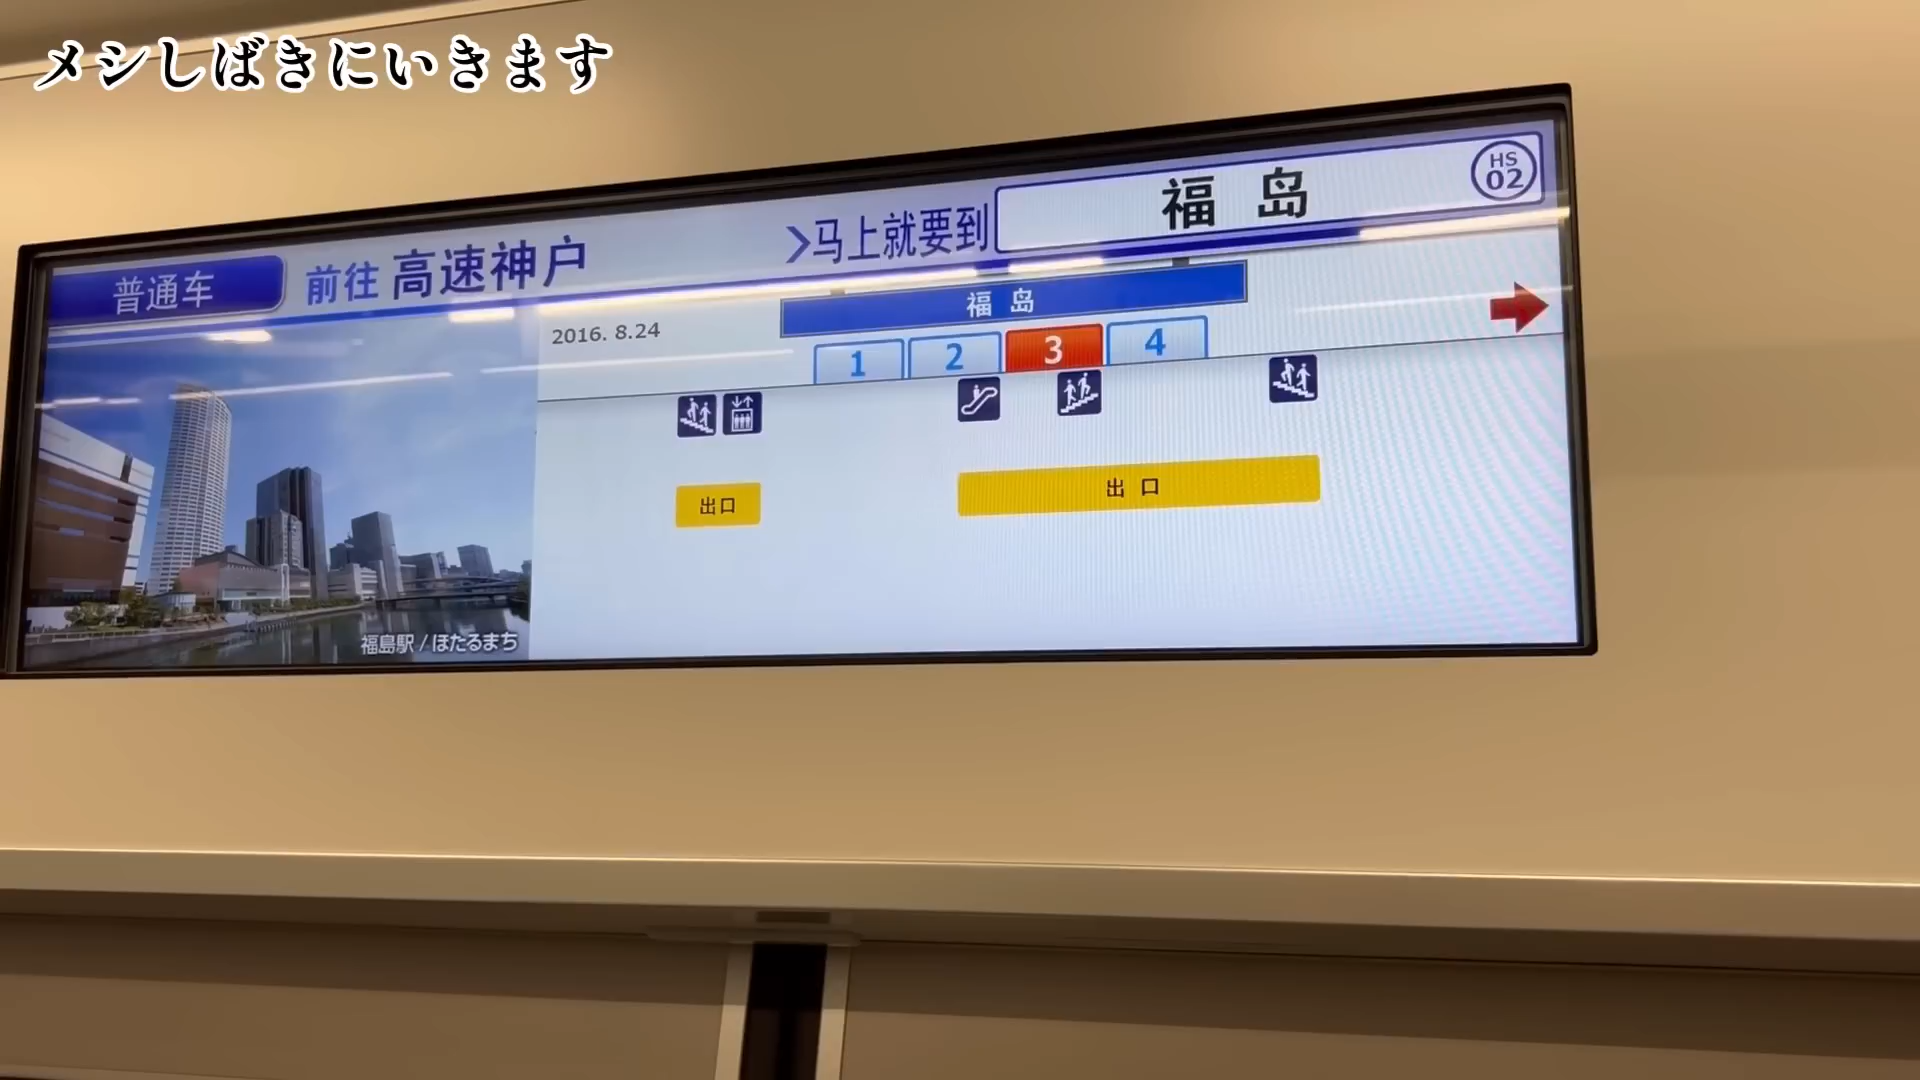 メシしばきにいきます
普通车 前往 高速神户 >马上就要到 福 岛 HS 02
2016. 8.24
福 岛
1 2 3 4
出口
出 口
福島駅 / ほたるまち